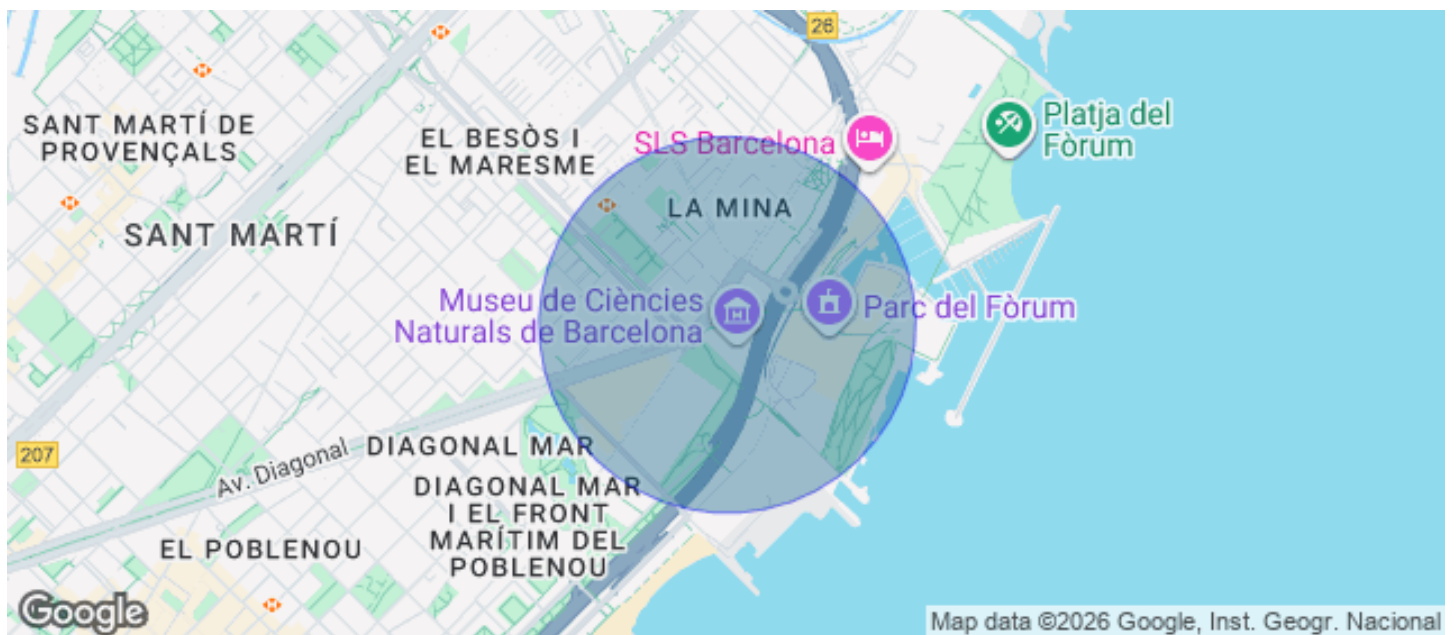 26
Platja del
Fòrum
SANT MARTÍ DE
PROVENÇALS
EL BESÒS I
EL MARESME
SLS Barcelona
LA MINA
SANT MARTÍ
Museu de Ciències
Naturals de Barcelona
Parc del Fòrum
207
Av. Diagonal
DIAGONAL MAR
DIAGONAL MAR
I EL FRONT
MARÍTIM DEL
POBLENOU
EL POBLENOU
Google
Map data ©2026 Google, Inst. Geogr. Nacional